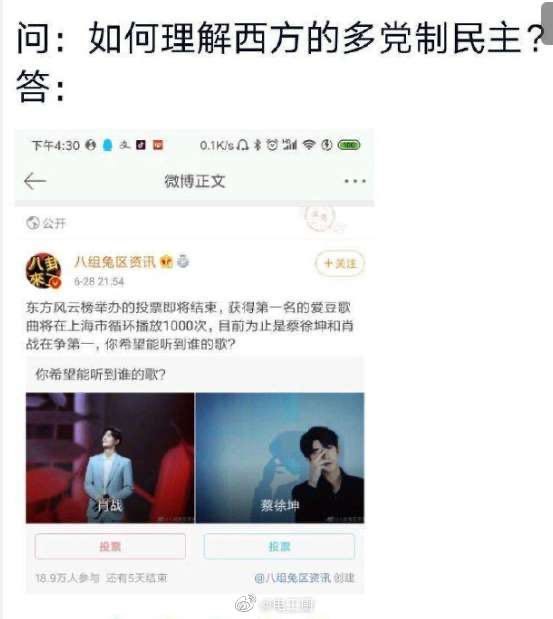 问：如何理解西方的多党制民主？
答：
下午4:30
0.1K/s
100
微博正文
公开
八组兔区资讯
+关注
6-28 21:54
东方风云榜举办的投票即将结束，获得第一名的爱豆歌
曲将在上海市循环播放1000次，目前为止是蔡徐坤和肖
战在争第一，你希望能听到谁的歌？
你希望能听到谁的歌？
肖战
蔡徐坤
投票
投票
18.9万人参与 还有5天结束
@八组兔区资讯 创建